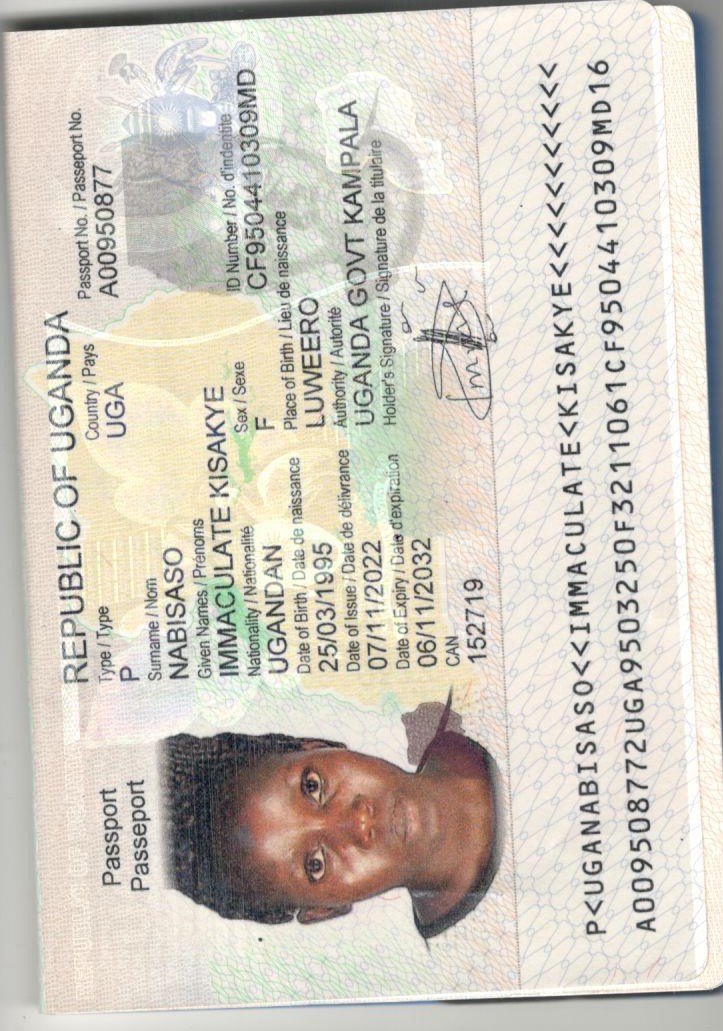 REPUBLIC OF UGANDA
Passport
Passeport
Type / Type
Country / Pays
Passport No. / Passeport No.
P
UGA
A00950877
Surname / Nom
NABISASO
Given Names / Prénoms
IMMACULATE KISAKYE
Nationality / Nationalité
Sex / Sexe
ID Number / No. d'indentite
UGANDAN
F
CF9504410309MD
Date of Birth / Date de naissance
Place of Birth / Lieu de naissance
25/03/1995
LUWEERO
Date of Issue / Date de délivrance
Authority / Autorité
07/11/2022
UGANDA GOVT KAMPALA
Date of Expiry / Date d'expiration
Holder's Signature / Signature de la titulaire
06/11/2032
CAN
152719
P<UGANABISASO<<IMMACULATE<KISAKYE<<<<<<<<<<<
A009508772UGA9503250F3211061CF9504410309MD16